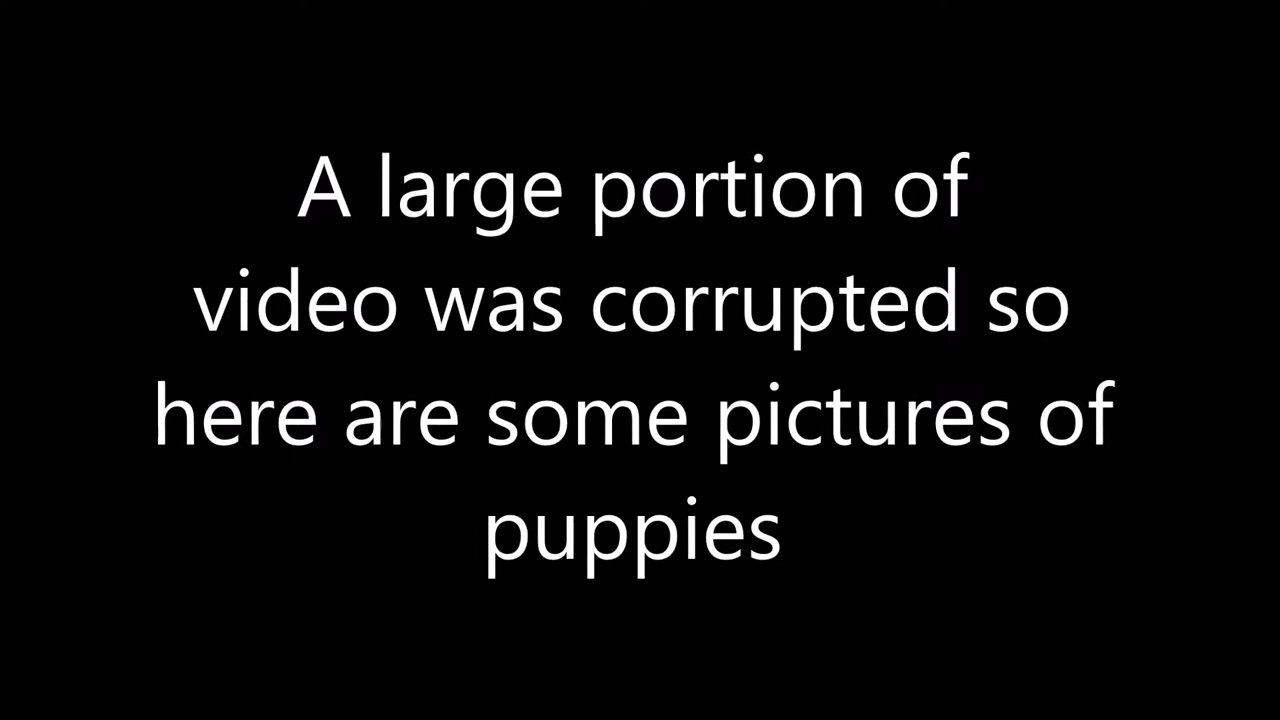 A large portion of
video was corrupted so
here are some pictures of
puppies